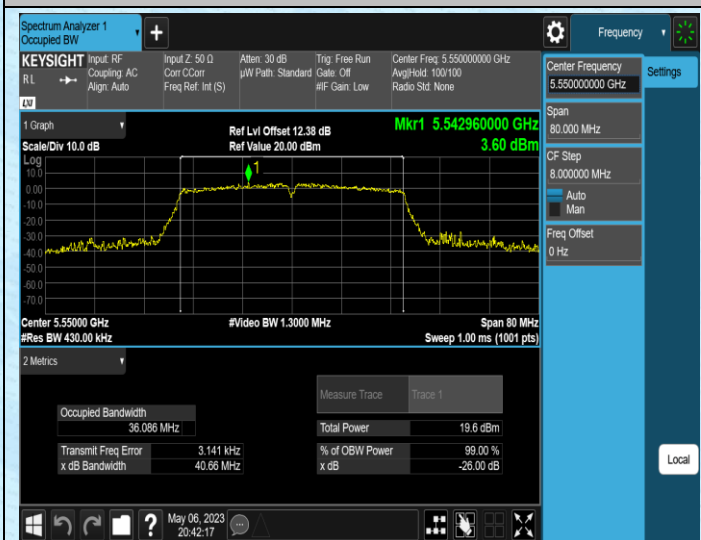 Spectrum Analyzer 1
Occupied BW
Frequency
KEYSIGHT
R L
LXI
Input: RF
Coupling: AC
Align: Auto
Input Z: 50 Ω
Corr CCorr
Freq Ref: Int (S)
Atten: 30 dB
µW Path: Standard
Trig: Free Run
Gate: Off
#IF Gain: Low
Center Freq: 5.550000000 GHz
Avg|Hold: 100/100
Radio Std: None
1 Graph
Scale/Div 10.0 dB
Ref Lvl Offset 12.38 dB
Ref Value 20.00 dBm
Mkr1 5.542960000 GHz
3.60 dBm
Log
10.0
0.00
-10.0
-20.0
-30.0
-40.0
-50.0
-60.0
-70.0
1
Center 5.55000 GHz
#Res BW 430.00 kHz
#Video BW 1.3000 MHz
Span 80 MHz
Sweep 1.00 ms (1001 pts)
2 Metrics
Measure Trace Trace 1
Occupied Bandwidth
36.086 MHz
Total Power 19.6 dBm
Transmit Freq Error 3.141 kHz
x dB Bandwidth 40.66 MHz
% of OBW Power 99.00 %
x dB -26.00 dB
Center Frequency
5.550000000 GHz
Span
80.000 MHz
CF Step
8.000000 MHz
Auto
Man
Freq Offset
0 Hz
Settings
Local
May 06, 2023
20:42:17